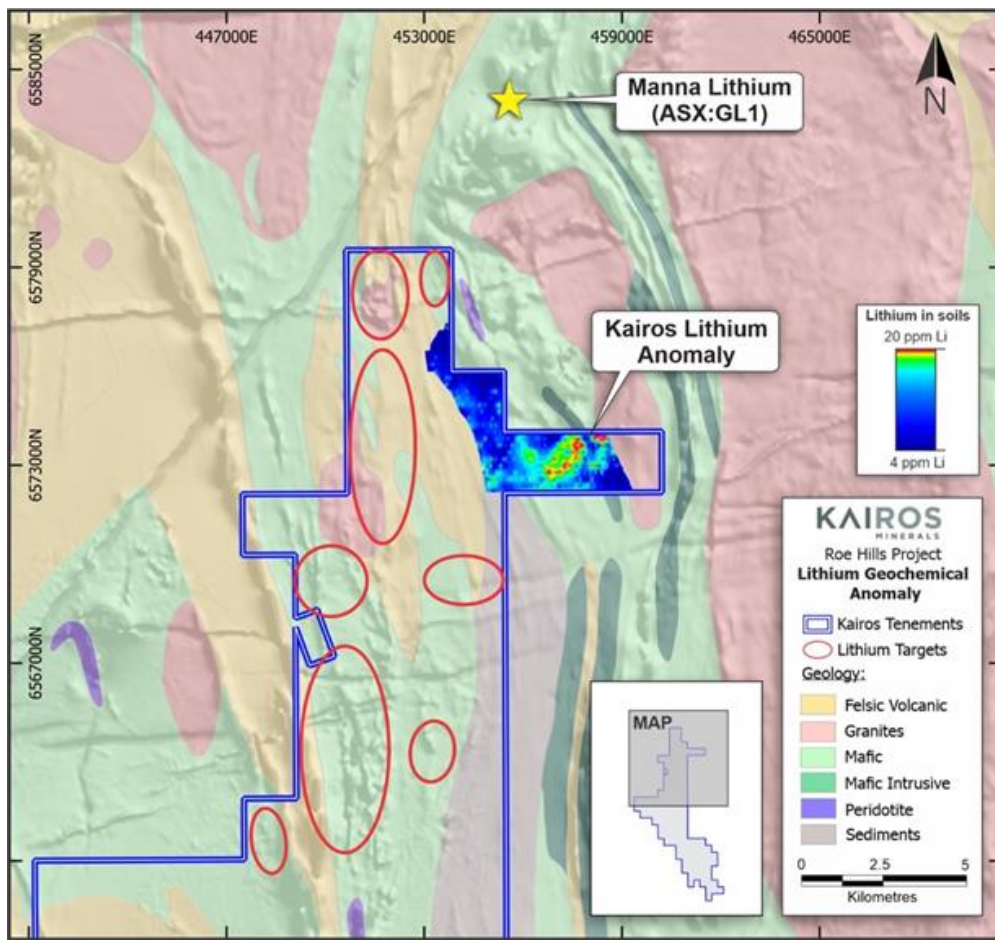 447000E
453000E
459000E
465000E
6585000N
6579000N
6573000N
6567000N
N
Manna Lithium
(ASX:GL1)
Kairos Lithium
Anomaly
Lithium in soils
20 ppm Li
4 ppm Li
KAIROS
MINERALS
Roe Hills Project
Lithium Geochemical
Anomaly
Kairos Tenements
Lithium Targets
Geology:
Felsic Volcanic
Granites
Mafic
Mafic Intrusive
Peridotite
Sediments
0 2.5 5
Kilometres
MAP